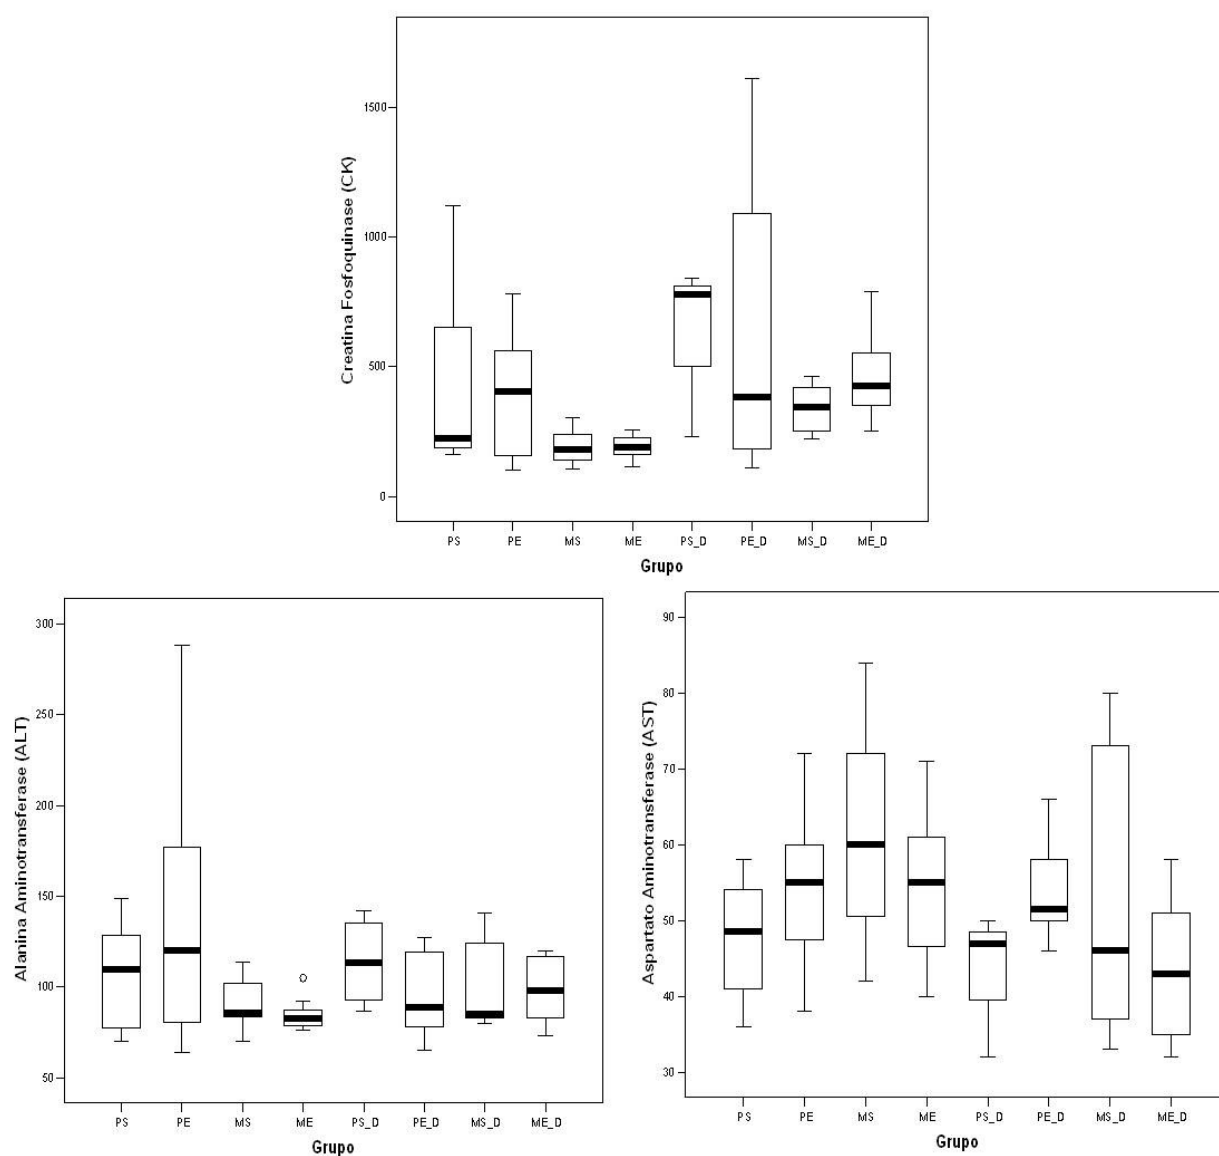 Creatina Fosfoquinase (CK)
1500
1000
500
0
PS PE MS ME PS_D PE_D MS_D ME_D
Grupo
Alanina Aminotransferase (ALT)
300
250
200
150
100
50
PS PE MS ME PS_D PE_D MS_D ME_D
Grupo
Aspartato Aminotransferase (AST)
90
80
70
60
50
40
30
PS PE MS ME PS_D PE_D MS_D ME_D
Grupo